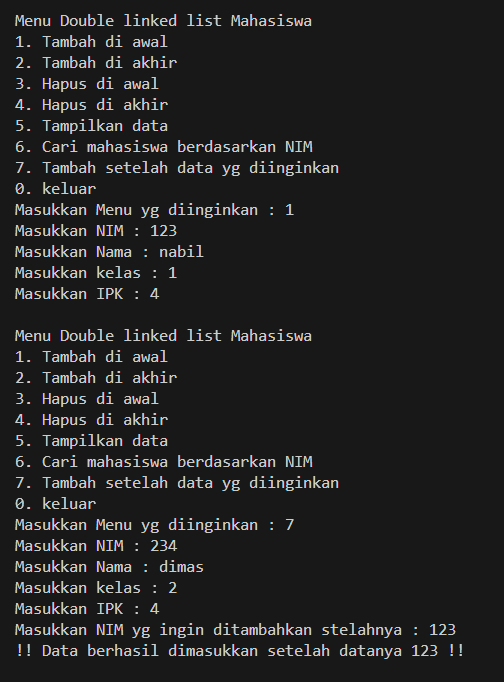 Menu Double linked list Mahasiswa
1. Tambah di awal
2. Tambah di akhir
3. Hapus di awal
4. Hapus di akhir
5. Tampilkan data
6. Cari mahasiswa berdasarkan NIM
7. Tambah setelah data yg diinginkan
0. keluar
Masukkan Menu yg diinginkan : 1
Masukkan NIM : 123
Masukkan Nama : nabil
Masukkan kelas : 1
Masukkan IPK : 4

Menu Double linked list Mahasiswa
1. Tambah di awal
2. Tambah di akhir
3. Hapus di awal
4. Hapus di akhir
5. Tampilkan data
6. Cari mahasiswa berdasarkan NIM
7. Tambah setelah data yg diinginkan
0. keluar
Masukkan Menu yg diinginkan : 7
Masukkan NIM : 234
Masukkan Nama : dimas
Masukkan kelas : 2
Masukkan IPK : 4
Masukkan NIM yg ingin ditambahkan stelahnya : 123
!! Data berhasil dimasukkan setelah datanya 123 !!